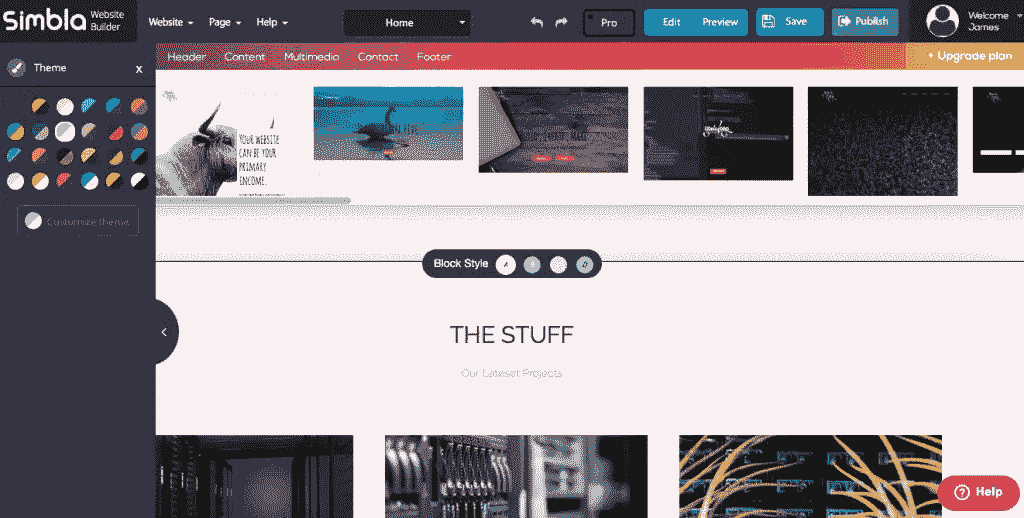 Simbla Website
Builder
Website
Page
Help
Home
Pro
Edit
Preview
Save
Publish
Welcome
James
Theme
x
Header
Content
Multimedia
Contact
Footer
+ Upgrade plan
YOUR WEBSITE
CAN BE YOUR
PRIMARY
INCOME.
Customize theme
Block Style
THE STUFF
Our Lateset Projects
Help